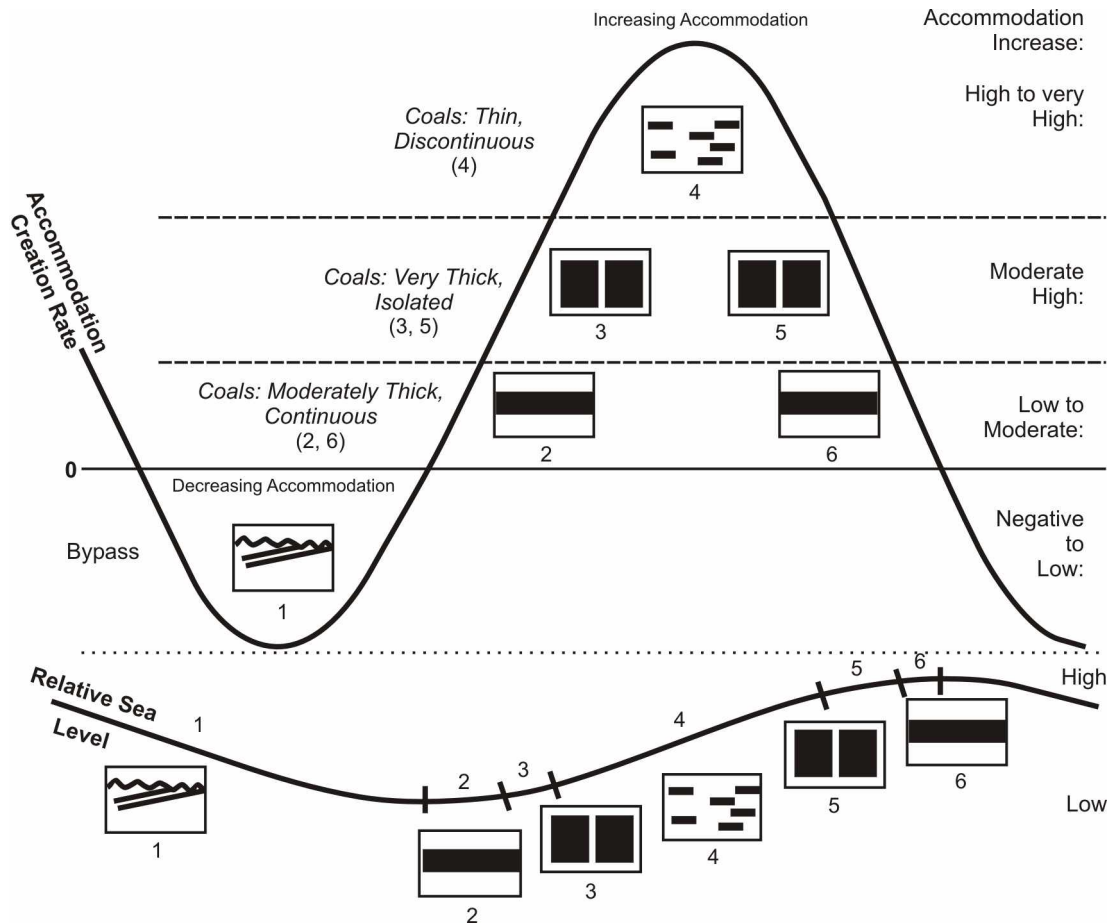 Increasing Accommodation
Accommodation
Increase:
High to very
High:
Coals: Thin,
Discontinuous
(4)
4
Accommodation
Creation Rate
Coals: Very Thick,
Isolated
(3, 5)
3
5
Moderate
High:
Coals: Moderately Thick,
Continuous
(2, 6)
2
6
Low to
Moderate:
0
Decreasing Accommodation
Bypass
1
Negative
to
Low:
Relative Sea
Level
1
2
3
4
5
6
High
Low
1
2
3
4
5
6